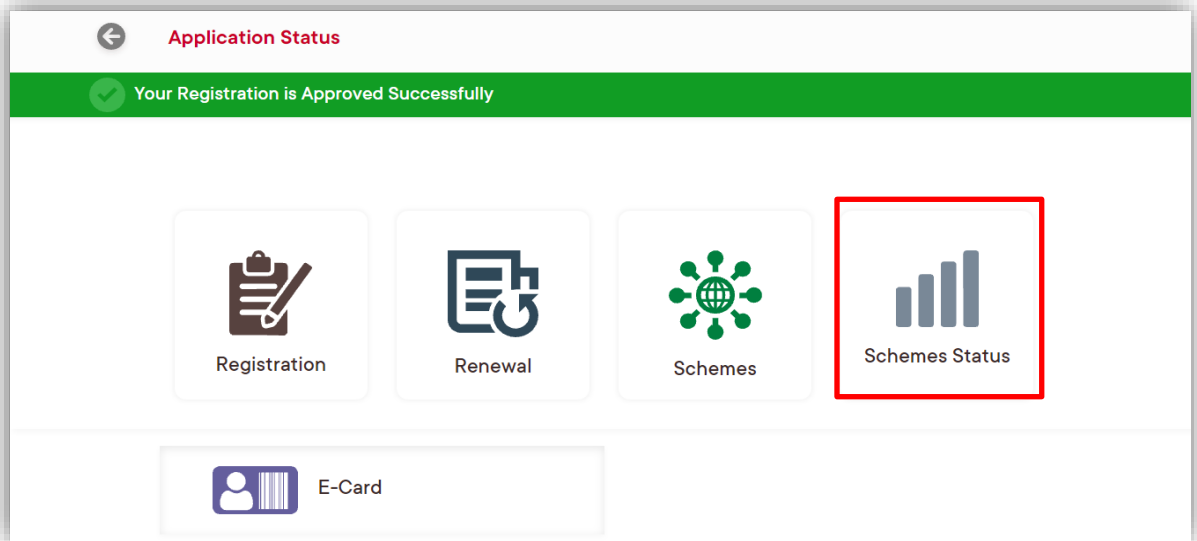 Application Status
Your Registration is Approved Successfully
Registration
Renewal
Schemes
Schemes Status
E-Card